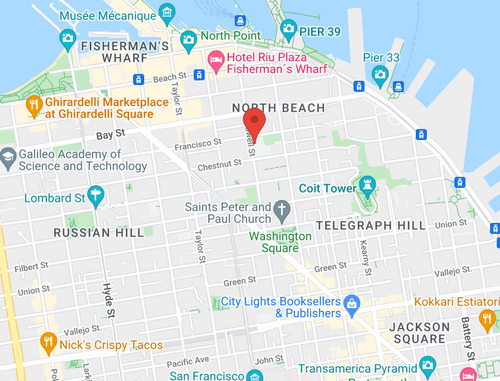 Musée Mécanique
PIER 39
North Point
FISHERMAN'S
WHARF
Hotel Riu Plaza
Fisherman's Wharf
Pier 33
Beach St
Taylor St
Ghirardelli Marketplace
at Ghirardelli Square
NORTH BEACH
Bay St
Francisco St
Galileo Academy of
Science and Technology
Chestnut St
Coit Tower
Lombard St
Saints Peter and
Paul Church
RUSSIAN HILL
Taylor St
Washington
Square
TELEGRAPH HILL
Union St
Kearny St
Filbert St
Union St
Hyde St
Green St
Green St
Vallejo St
City Lights Booksellers
& Publishers
Kokkari Estiatori
Vallejo St
Nick's Crispy Tacos
JACKSON
SQUARE
Battery St
Pacific Ave
John St
Transamerica Pyramid
San Francisco